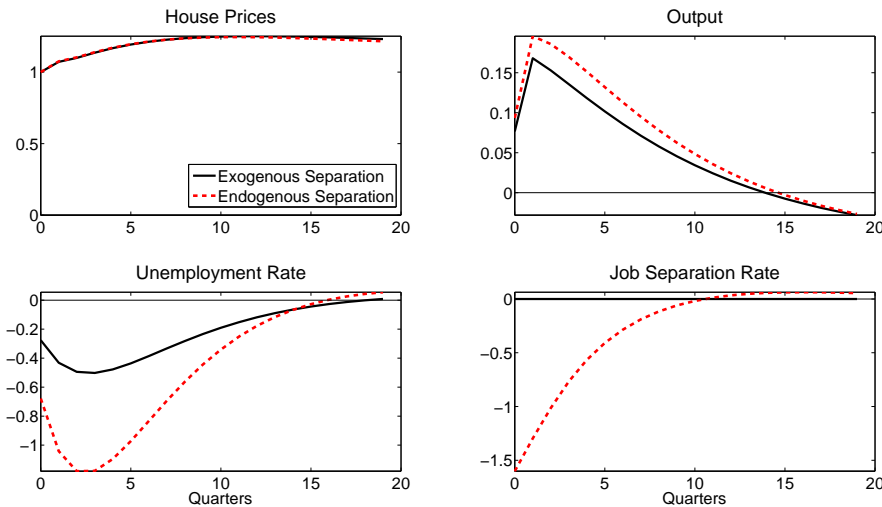 House Prices
1
0.5
0
0 5 10 15 20
Exogenous Separation
Endogenous Separation
Output
0.15
0.1
0.05
0
0 5 10 15 20
Unemployment Rate
0
−0.2
−0.4
−0.6
−0.8
−1
0 5 10 15 20
Quarters
Job Separation Rate
0
−0.5
−1
−1.5
0 5 10 15 20
Quarters